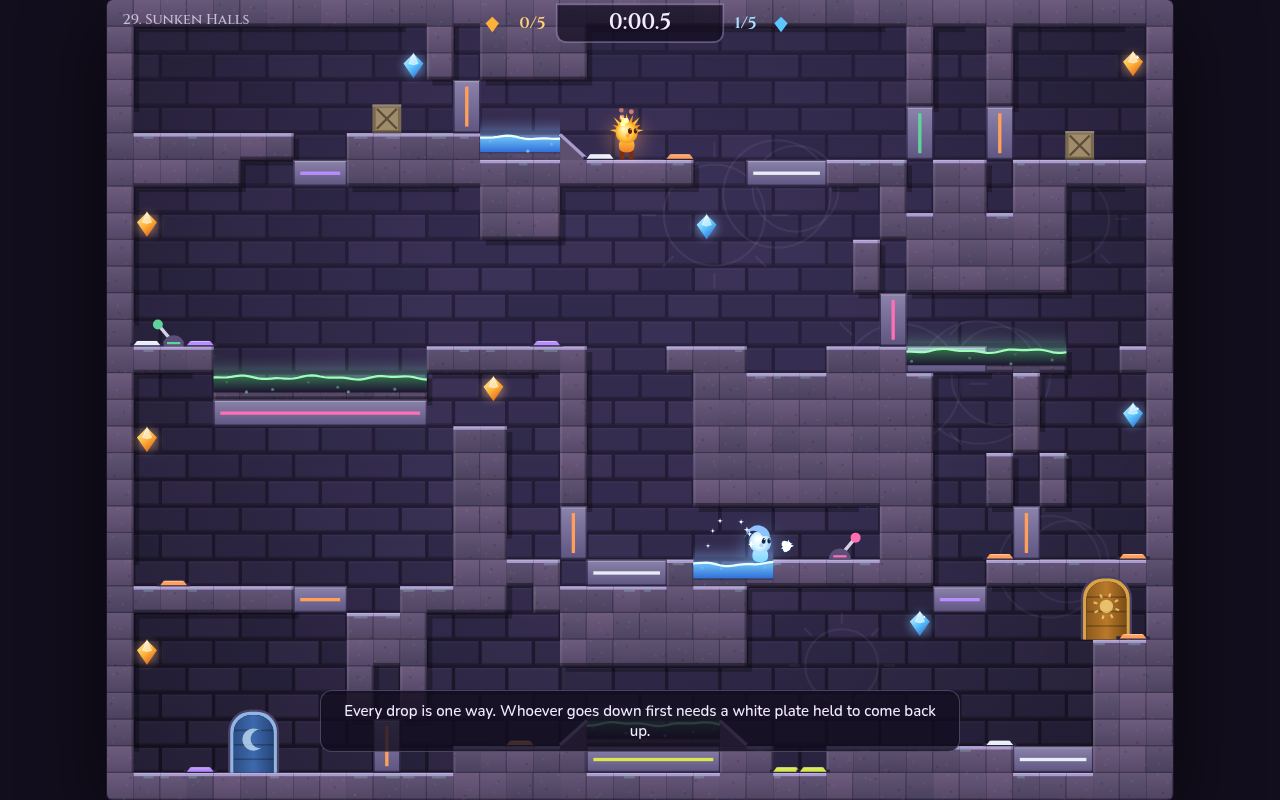 29. Sunken Halls
0/5
0:00.5
1/5
Every drop is one way. Whoever goes down first needs a white plate held to come back
up.